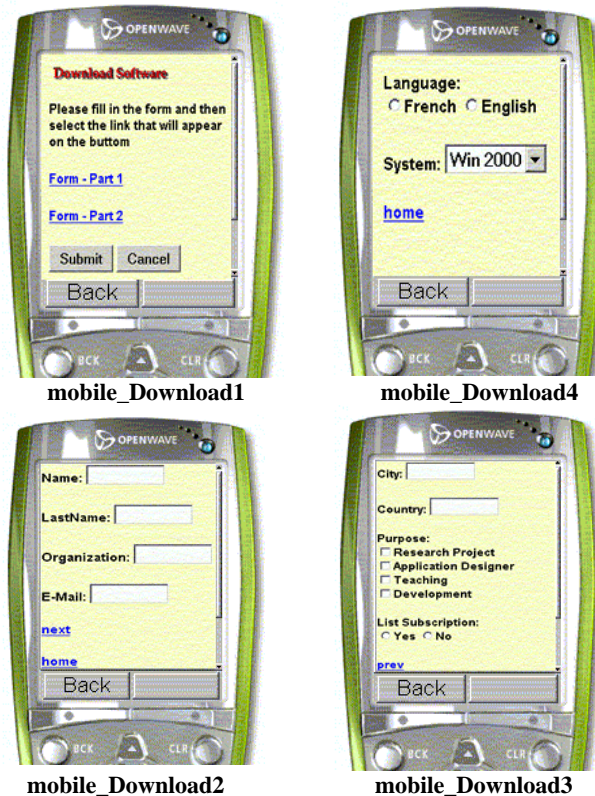 OPENWAVE
Download Software
Please fill in the form and then
select the link that will appear
on the buttom
Form - Part 1
Form - Part 2
Submit Cancel
Back
BCK CLR
mobile_Download1
OPENWAVE
Language:
French English
System: Win 2000
home
Back
BCK CLR
mobile_Download4
OPENWAVE
Name:
LastName:
Organization:
E-Mail:
next
home
Back
BCK CLR
mobile_Download2
OPENWAVE
City:
Country:
Purpose:
Research Project
Application Designer
Teaching
Development
List Subscription:
Yes No
prev
Back
BCK CLR
mobile_Download3